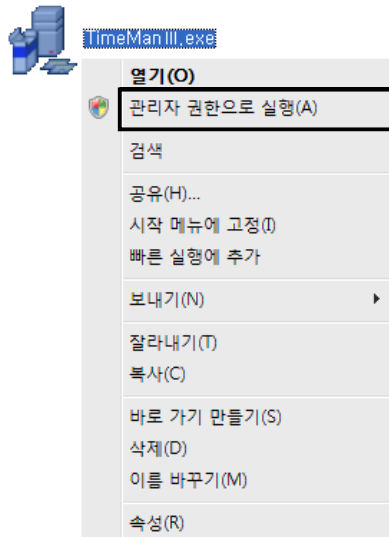 TimeManIII.exe
열기(O)
관리자 권한으로 실행(A)
검색
공유(H)...
시작 메뉴에 고정(I)
빠른 실행에 추가
보내기(N)
잘라내기(T)
복사(C)
바로 가기 만들기(S)
삭제(D)
이름 바꾸기(M)
속성(R)